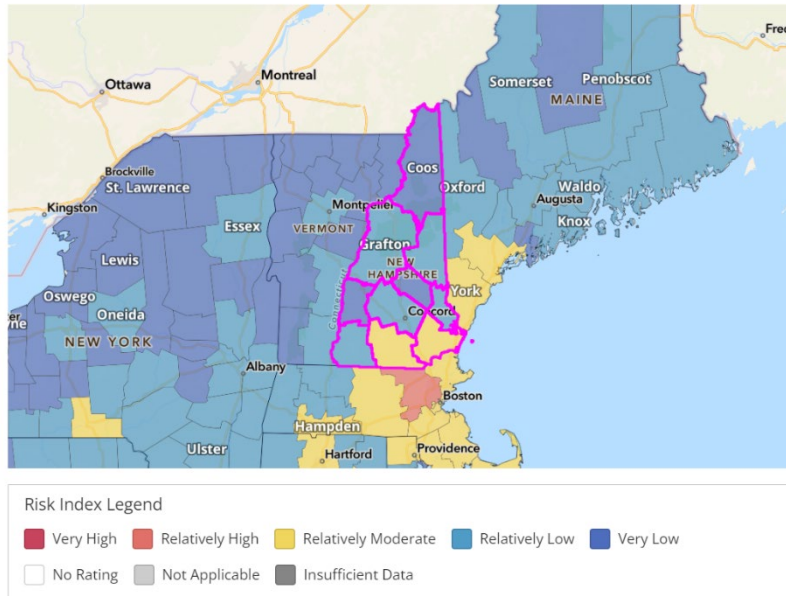 Fred
Ottawa
Montreal
Somerset
Penobscot
MAINE
Brockville
St. Lawrence
Coos
Oxford
Montpelier
Augusta
Waldo
Kingston
Essex
VERMONT
Knox
Grafton
Lewis
NEW
HAMPSHIRE
York
Oswego
Connecticut
Concord
Oneida
NEW YORK
Albany
Boston
Hampden
Ulster
Hartford
Providence
Risk Index Legend
Very High Relatively High Relatively Moderate Relatively Low Very Low
No Rating Not Applicable Insufficient Data